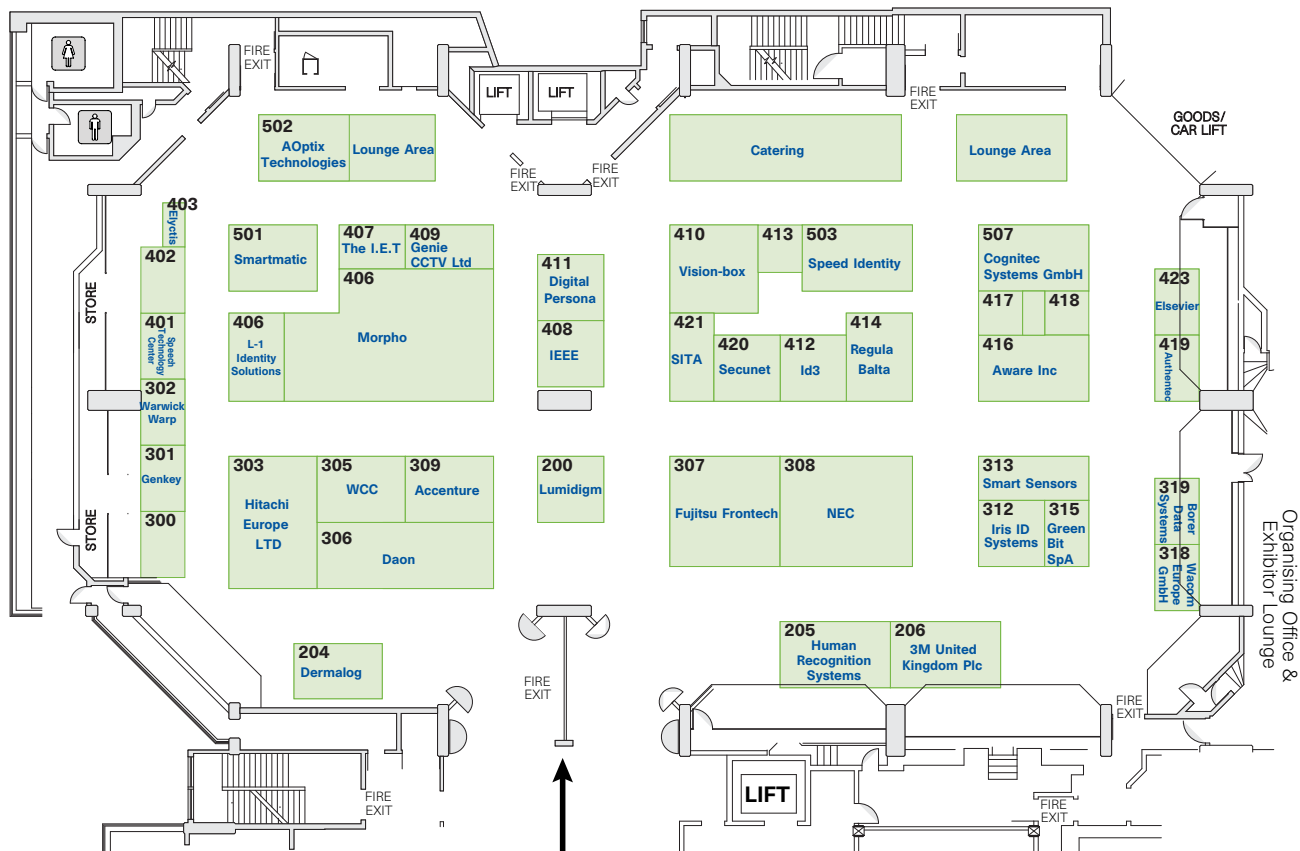 FIRE
EXIT
LIFT
LIFT
FIRE
EXIT
GOODS/
CAR LIFT
502
AOptix
Technologies
Lounge Area
Catering
Lounge Area
FIRE
EXIT
FIRE
EXIT
403
Elyctis
402
STORE
401
Speech
Technology
Center
302
Warwick
Warp
301
Genkey
300
STORE
501
Smartmatic
407
The I.E.T
409
Genie
CCTV Ltd
406
Morpho
406
L-1
Identity
Solutions
411
Digital
Persona
408
IEEE
410
Vision-box
413
503
Speed Identity
421
SITA
420
Secunet
412
Id3
414
Regula
Balta
507
Cognitec
Systems GmbH
417
418
416
Aware Inc
423
Elsevier
419
Authentec
303
Hitachi
Europe
LTD
305
WCC
309
Accenture
306
Daon
200
Lumidigm
307
Fujitsu Frontech
308
NEC
313
Smart Sensors
312
Iris ID
Systems
315
Green
Bit
SpA
319
Borer
Data
Systems
318
Wacom
Europe
GmbH
Organising Office &
Exhibitor Lounge
204
Dermalog
205
Human
Recognition
Systems
206
3M United
Kingdom Plc
FIRE
EXIT
FIRE
EXIT
FIRE
EXIT
LIFT
FIRE
EXIT